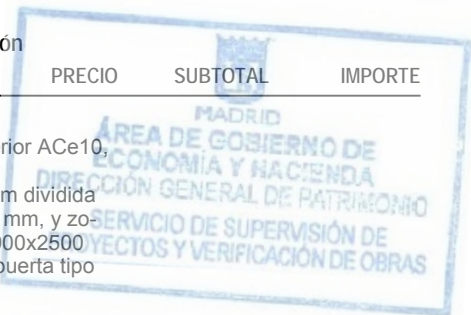 ón
PRECIO SUBTOTAL IMPORTE
MADRID
ÁREA DE GOBIERNO DE
ECONOMÍA Y HACIENDA
DIRECCIÓN GENERAL DE PATRIMONIO
SERVICIO DE SUPERVISIÓN DE
PROYECTOS Y VERIFICACIÓN DE OBRAS
rior ACe10,
m dividida
mm, y zo-
000x2500
puerta tipo